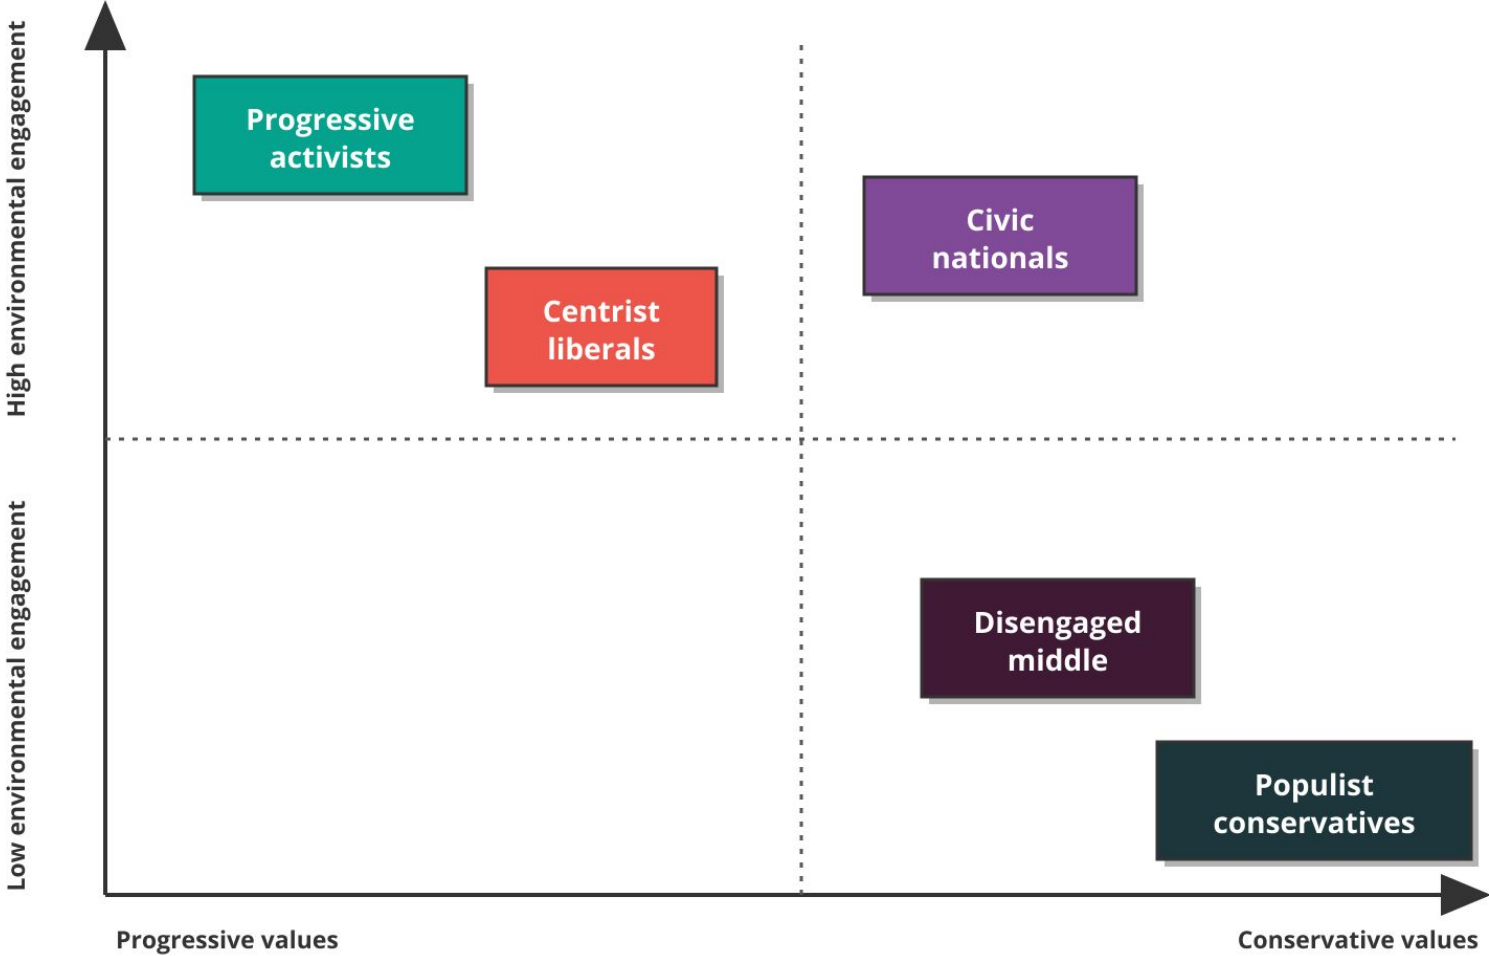 High environmental engagement
Low environmental engagement
Progressive
activists
Civic
nationals
Centrist
liberals
Disengaged
middle
Populist
conservatives
Progressive values
Conservative values